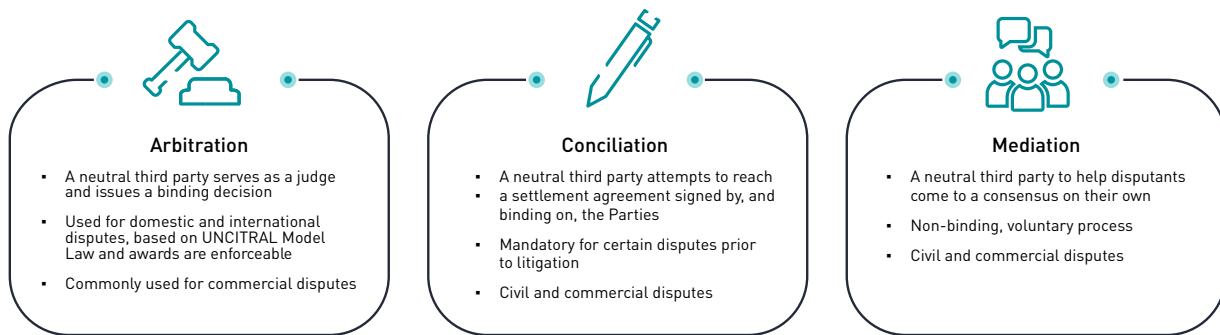 Arbitration
▪ A neutral third party serves as a judge
and issues a binding decision
▪ Used for domestic and international
disputes, based on UNCITRAL Model
Law and awards are enforceable
▪ Commonly used for commercial disputes
Conciliation
▪ A neutral third party attempts to reach
▪ a settlement agreement signed by, and
binding on, the Parties
▪ Mandatory for certain disputes prior
to litigation
▪ Civil and commercial disputes
Mediation
▪ A neutral third party to help disputants
come to a consensus on their own
▪ Non-binding, voluntary process
▪ Civil and commercial disputes